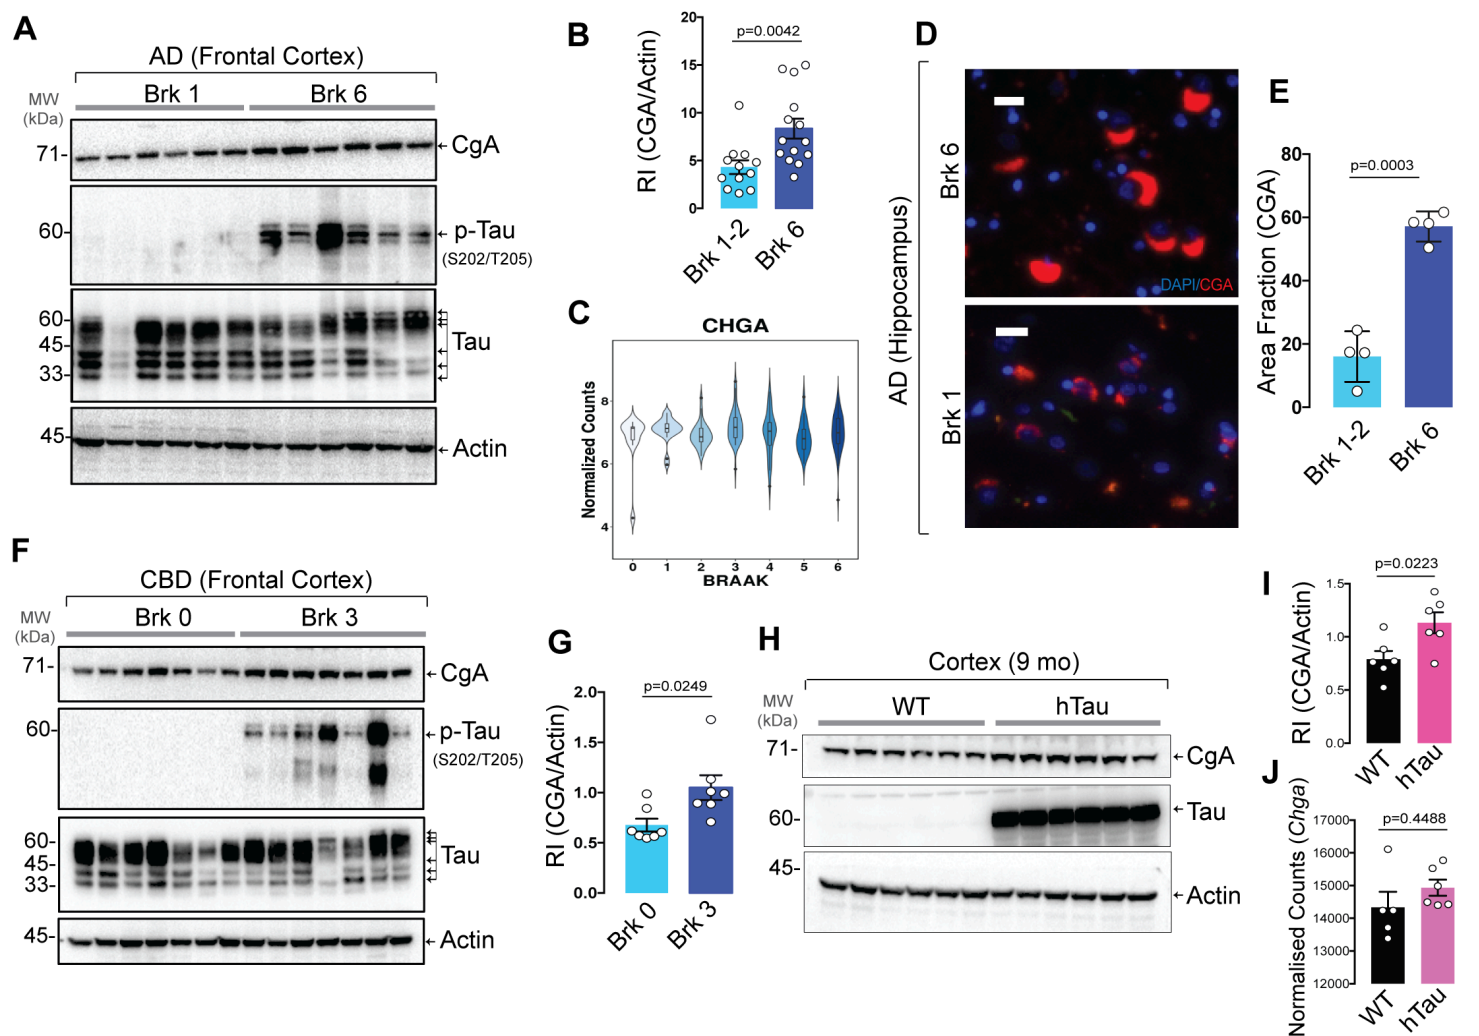 A
AD (Frontal Cortex)
Brk 1
Brk 6
MW
(kDa)
71-
CgA
60-
p-Tau
(S202/T205)
60-
45-
33-
Tau
45-
Actin
B
RI (CGA/Actin)
20
15
10
5
0
p=0.0042
Brk 1-2
Brk 6
C
CHGA
Normalized Counts
8
6
4
0 1 2 3 4 5 6
BRAAK
D
AD (Hippocampus)
Brk 6
DAPI/CGA
Brk 1
E
Area Fraction (CGA)
80
60
40
20
0
p=0.0003
Brk 1-2
Brk 6
F
CBD (Frontal Cortex)
Brk 0
Brk 3
MW
(kDa)
71-
CgA
60-
p-Tau
(S202/T205)
60-
45-
33-
Tau
45-
Actin
G
RI (CGA/Actin)
2.0
1.5
1.0
0.5
0.0
p=0.0249
Brk 0
Brk 3
H
Cortex (9 mo)
MW
(kDa)
WT
hTau
71-
CgA
60-
Tau
45-
Actin
I
RI (CGA/Actin)
1.5
1.0
0.5
0.0
p=0.0223
WT
hTau
J
Normalised Counts (Chga)
17000
16000
15000
14000
13000
12000
p=0.4488
WT
hTau